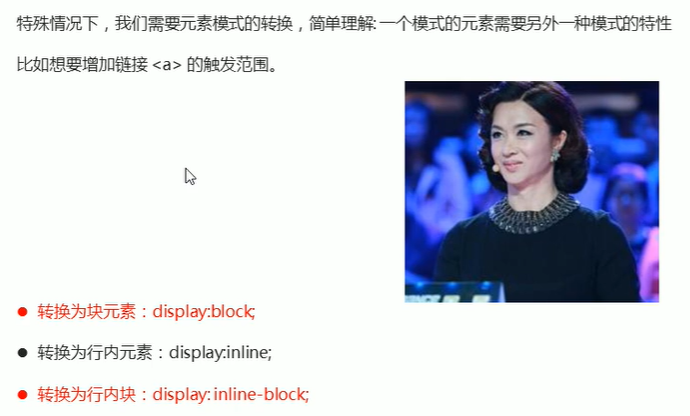 特殊情况下，我们需要元素模式的转换，简单理解: 一个模式的元素需要另外一种模式的特性
比如想要增加链接 <a> 的触发范围。
● 转换为块元素：display:block;
● 转换为行内元素：display:inline;
● 转换为行内块：display: inline-block;